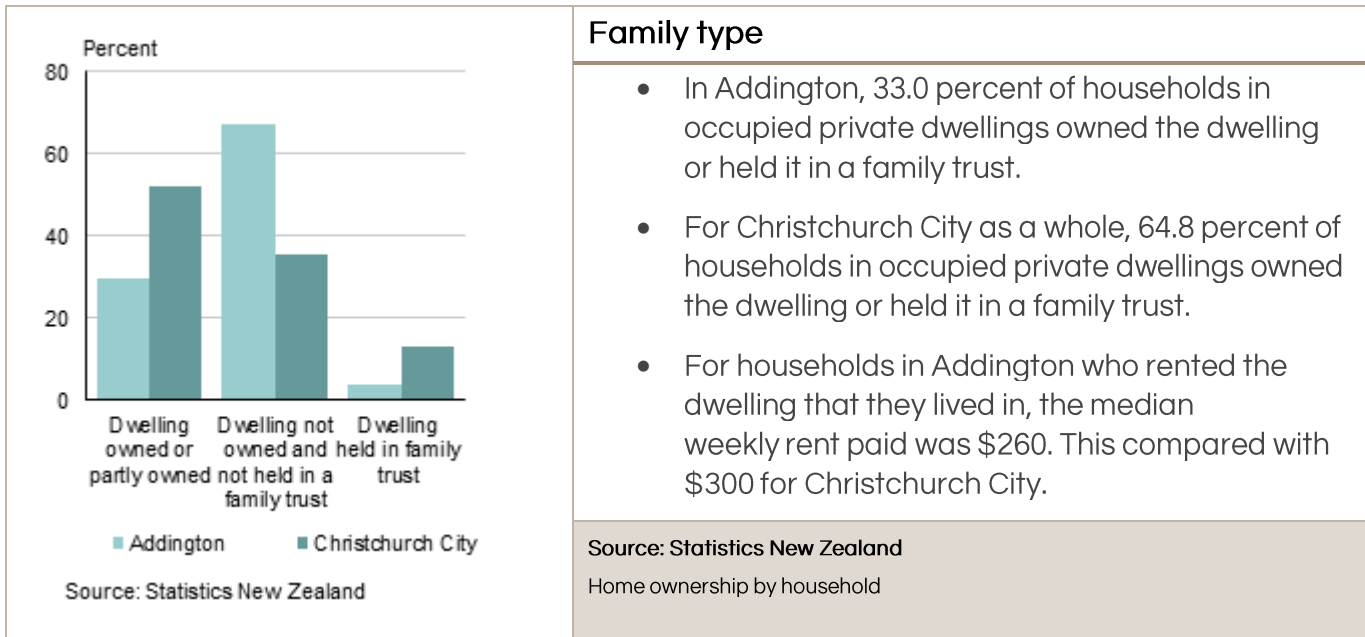 Percent
80
60
40
20
0
Dwelling owned or partly owned
Dwelling not owned and not held in a family trust
Dwelling held in family trust
Addington
Christchurch City
Source: Statistics New Zealand
Family type
• In Addington, 33.0 percent of households in
occupied private dwellings owned the dwelling
or held it in a family trust.
• For Christchurch City as a whole, 64.8 percent of
households in occupied private dwellings owned
the dwelling or held it in a family trust.
• For households in Addington who rented the
dwelling that they lived in, the median
weekly rent paid was $260. This compared with
$300 for Christchurch City.
Source: Statistics New Zealand
Home ownership by household